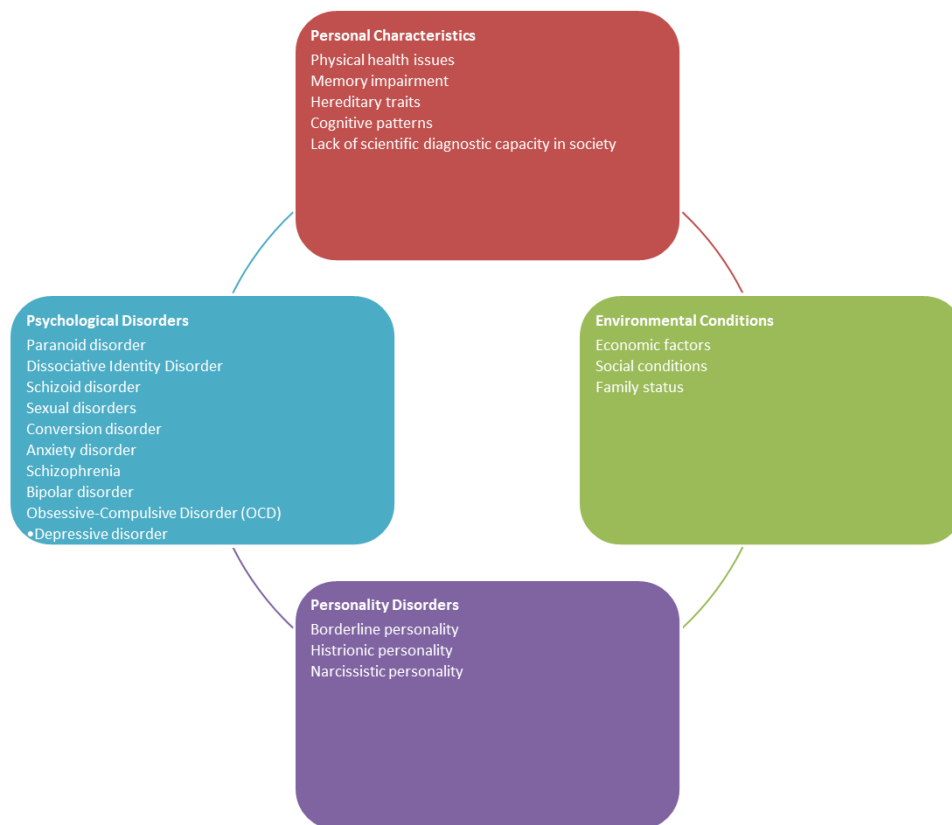 Personal Characteristics
Physical health issues
Memory impairment
Hereditary traits
Cognitive patterns
Lack of scientific diagnostic capacity in society
Psychological Disorders
Paranoid disorder
Dissociative Identity Disorder
Schizoid disorder
Sexual disorders
Conversion disorder
Anxiety disorder
Schizophrenia
Bipolar disorder
Obsessive-Compulsive Disorder (OCD)
•Depressive disorder
Environmental Conditions
Economic factors
Social conditions
Family status
Personality Disorders
Borderline personality
Histrionic personality
Narcissistic personality